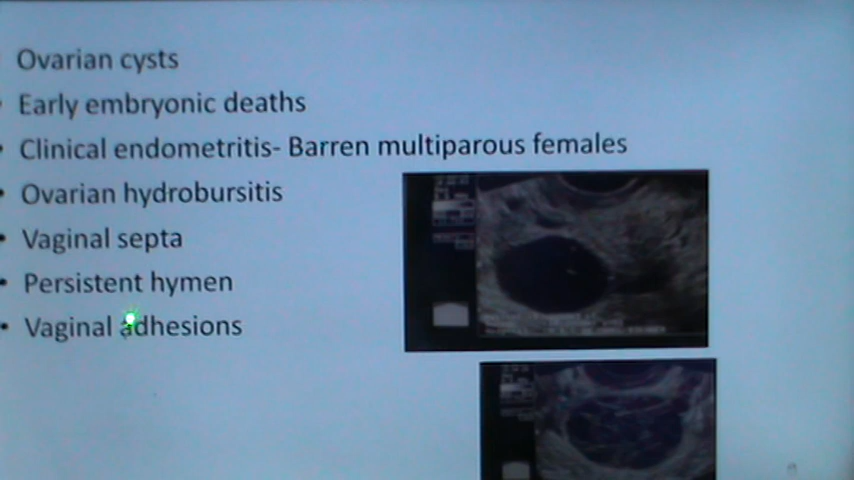 • Ovarian cysts
• Early embryonic deaths
• Clinical endometritis- Barren multiparous females
• Ovarian hydrobursitis
• Vaginal septa
• Persistent hymen
• Vaginal adhesions